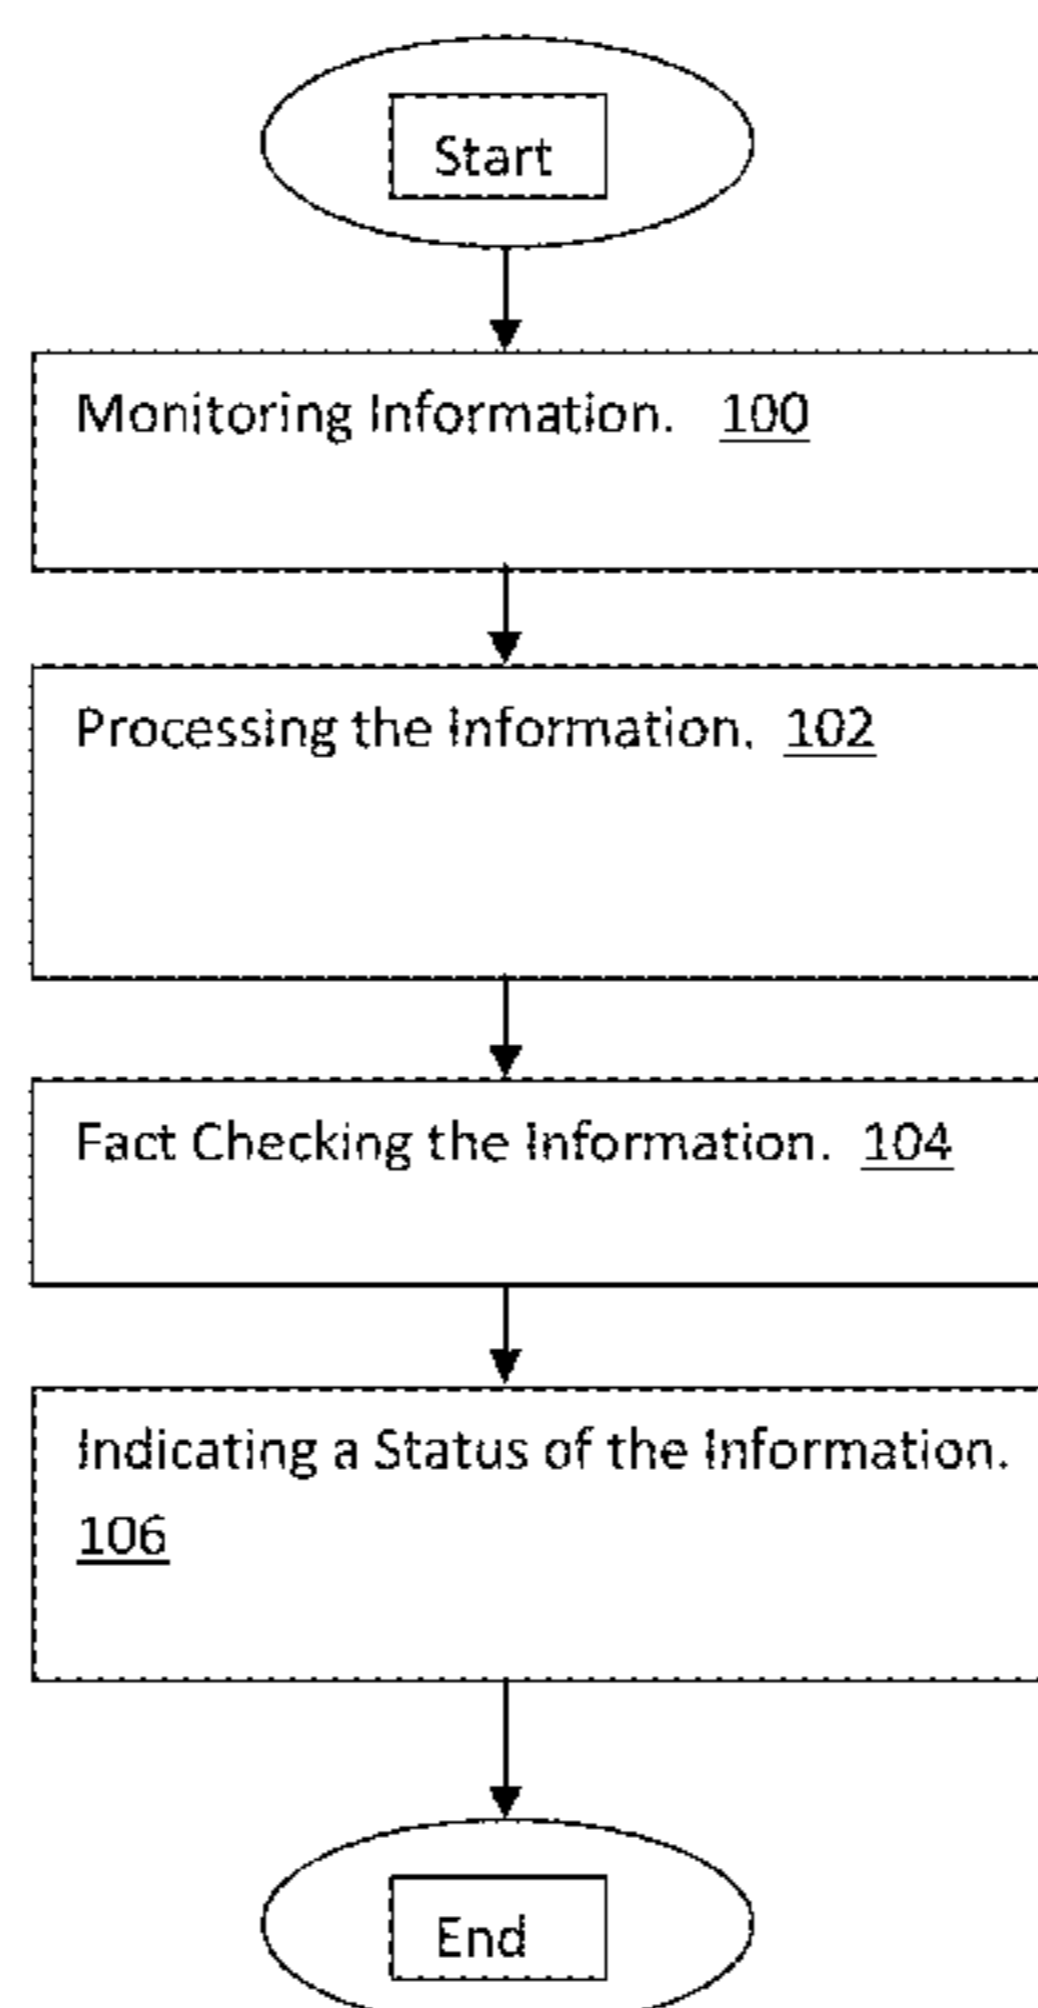 Start
Monitoring Information. 100
Processing the Information. 102
Fact Checking the Information. 104
Indicating a Status of the Information.
106
End